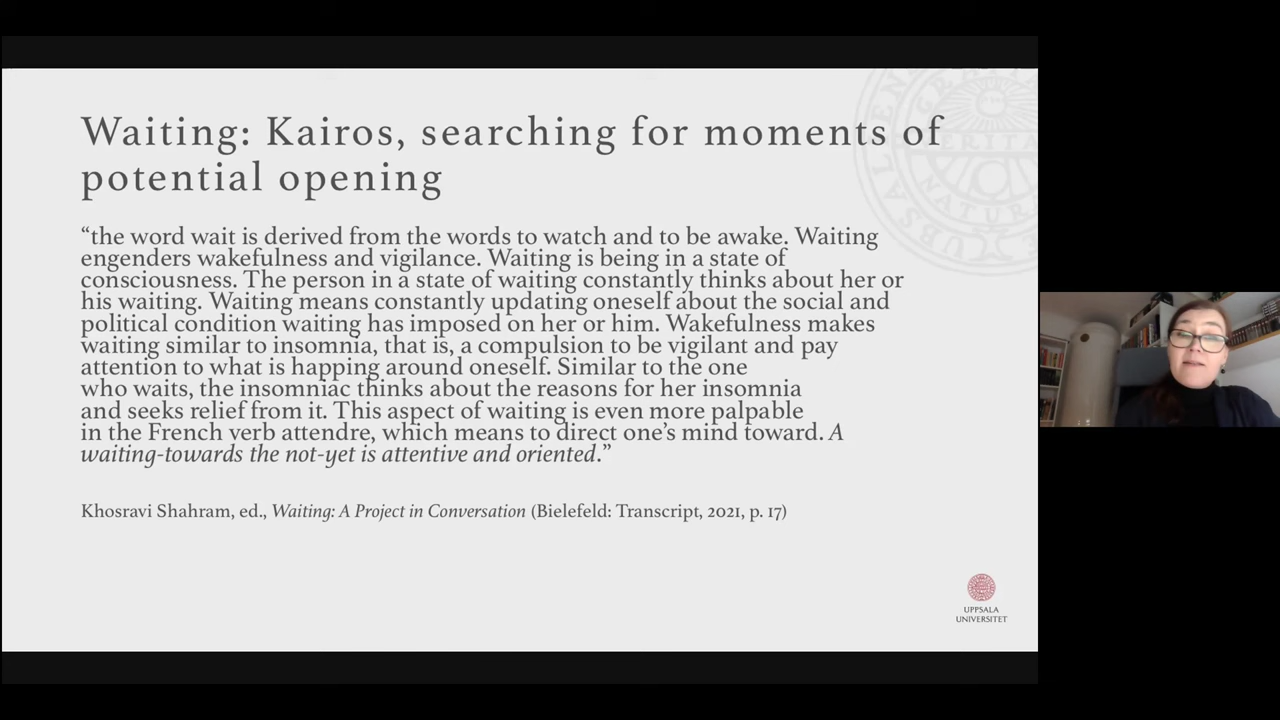 Waiting: Kairos, searching for moments of
potential opening
“the word wait is derived from the words to watch and to be awake. Waiting
engenders wakefulness and vigilance. Waiting is being in a state of
consciousness. The person in a state of waiting constantly thinks about her or
his waiting. Waiting means constantly updating oneself about the social and
political condition waiting has imposed on her or him. Wakefulness makes
waiting similar to insomnia, that is, a compulsion to be vigilant and pay
attention to what is happing around oneself. Similar to the one
who waits, the insomniac thinks about the reasons for her insomnia
and seeks relief from it. This aspect of waiting is even more palpable
in the French verb attendre, which means to direct one’s mind toward. A
waiting-towards the not-yet is attentive and oriented.”
Khosravi Shahram, ed., Waiting: A Project in Conversation (Bielefeld: Transcript, 2021, p. 17)
UPPSALA
UNIVERSITET